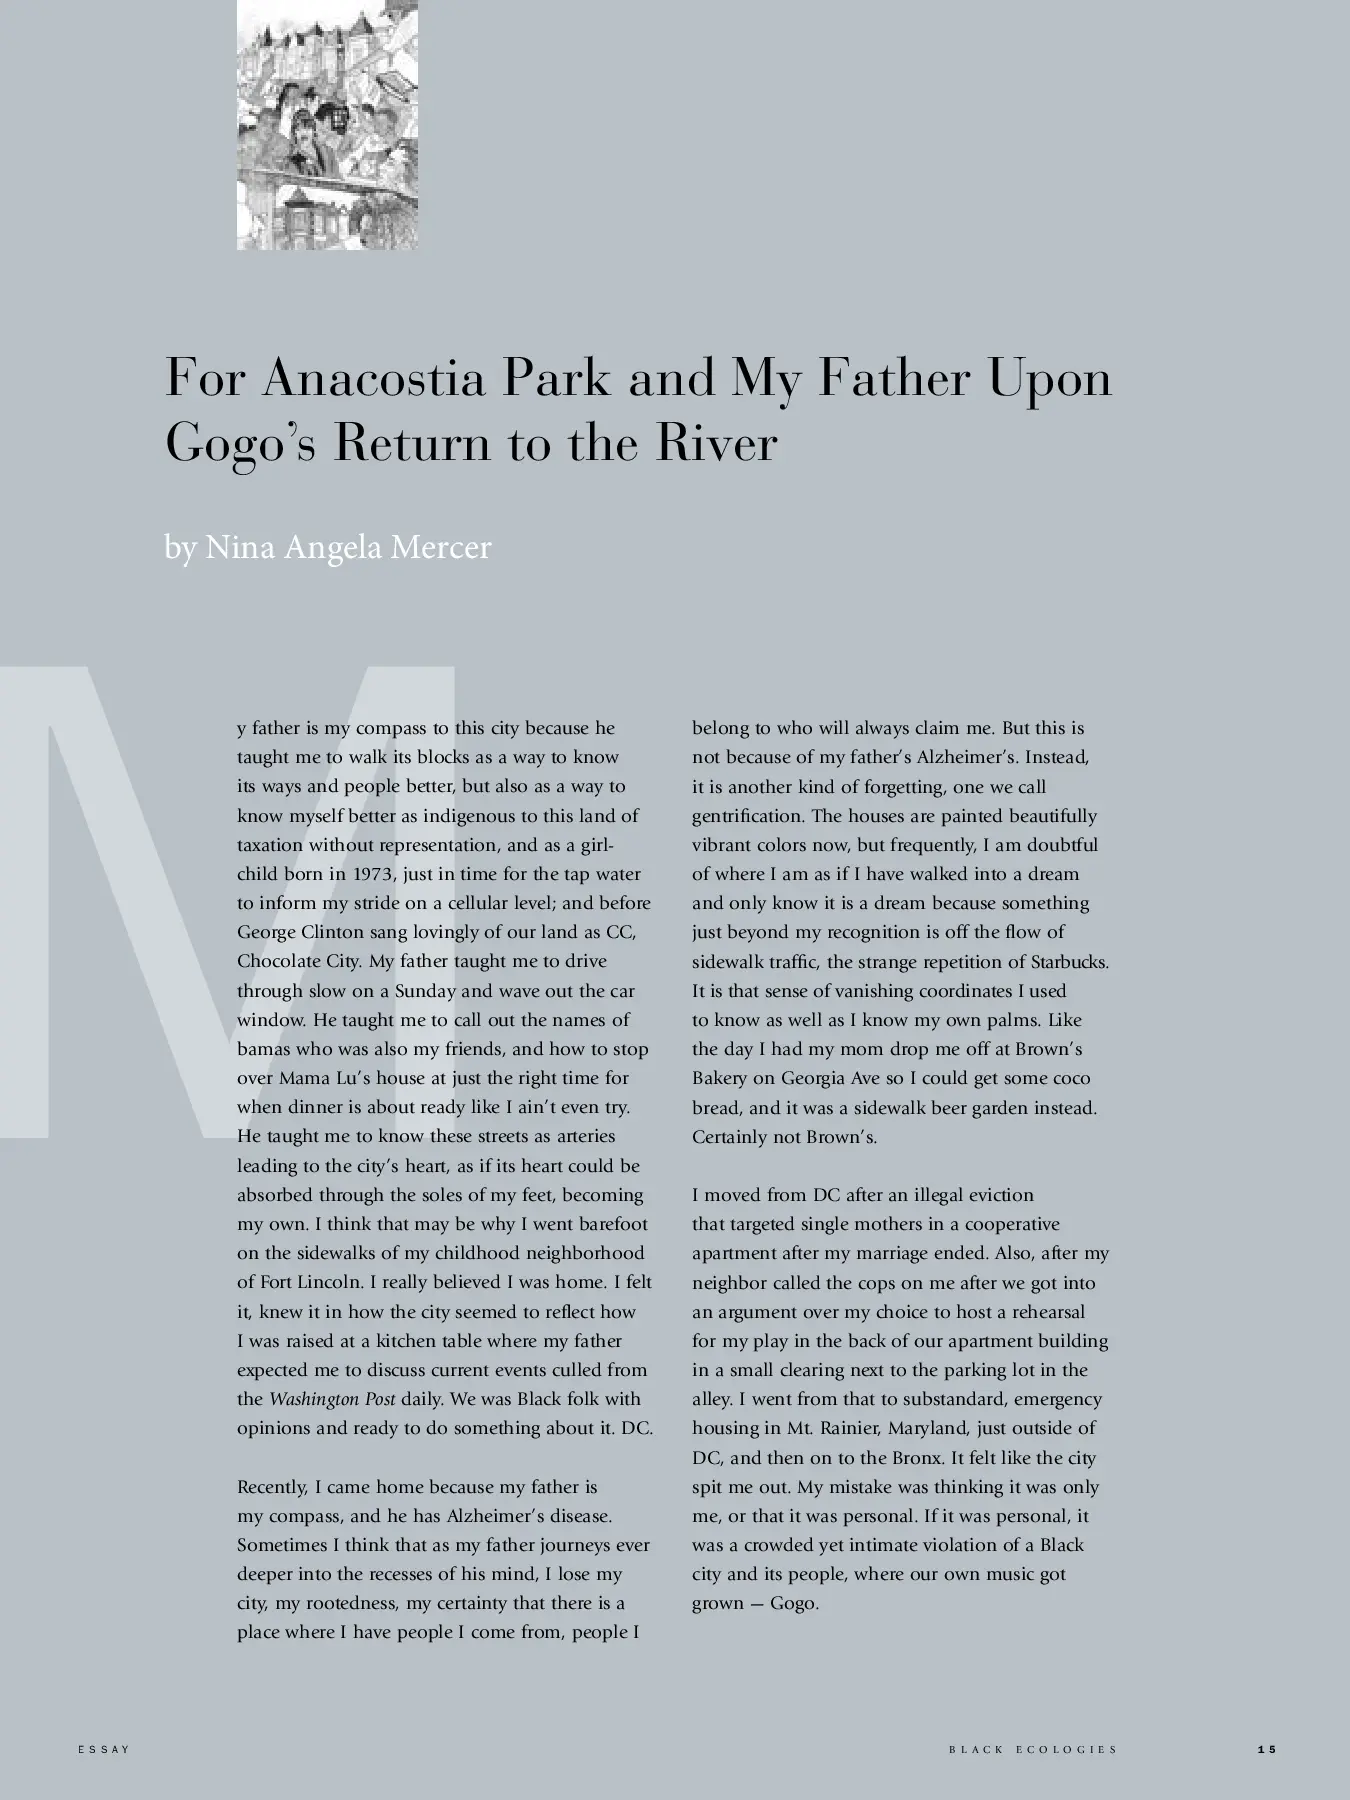 For Anacostia Park and My Father Upon
Gogo’s Return to the River
by Nina Angela Mercer
My father is my compass to this city because he
taught me to walk its blocks as a way to know
its ways and people better, but also as a way to
know myself better as indigenous to this land of
taxation without representation, and as a girl-
child born in 1973, just in time for the tap water
to inform my stride on a cellular level; and before
George Clinton sang lovingly of our land as CC,
Chocolate City. My father taught me to drive
through slow on a Sunday and wave out the car
window. He taught me to call out the names of
bamas who was also my friends, and how to stop
over Mama Lu’s house at just the right time for
when dinner is about ready like I ain’t even try.
He taught me to know these streets as arteries
leading to the city’s heart, as if its heart could be
absorbed through the soles of my feet, becoming
my own. I think that may be why I went barefoot
on the sidewalks of my childhood neighborhood
of Fort Lincoln. I really believed I was home. I felt
it, knew it in how the city seemed to reflect how
I was raised at a kitchen table where my father
expected me to discuss current events culled from
the Washington Post daily. We was Black folk with
opinions and ready to do something about it. DC.
Recently, I came home because my father is
my compass, and he has Alzheimer’s disease.
Sometimes I think that as my father journeys ever
deeper into the recesses of his mind, I lose my
city, my rootedness, my certainty that there is a
place where I have people I come from, people I
belong to who will always claim me. But this is
not because of my father’s Alzheimer’s. Instead,
it is another kind of forgetting, one we call
gentrification. The houses are painted beautifully
vibrant colors now, but frequently, I am doubtful
of where I am as if I have walked into a dream
and only know it is a dream because something
just beyond my recognition is off the flow of
sidewalk traffic, the strange repetition of Starbucks.
It is that sense of vanishing coordinates I used
to know as well as I know my own palms. Like
the day I had my mom drop me off at Brown’s
Bakery on Georgia Ave so I could get some coco
bread, and it was a sidewalk beer garden instead.
Certainly not Brown’s.
I moved from DC after an illegal eviction
that targeted single mothers in a cooperative
apartment after my marriage ended. Also, after my
neighbor called the cops on me after we got into
an argument over my choice to host a rehearsal
for my play in the back of our apartment building
in a small clearing next to the parking lot in the
alley. I went from that to substandard, emergency
housing in Mt. Rainier, Maryland, just outside of
DC, and then on to the Bronx. It felt like the city
spit me out. My mistake was thinking it was only
me, or that it was personal. If it was personal, it
was a crowded yet intimate violation of a Black
city and its people, where our own music got
grown — Gogo.
ESSAY
BLACK ECOLOGIES
15